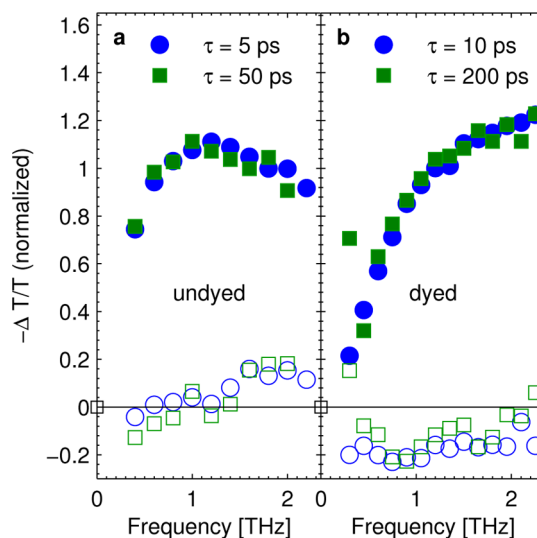 a
τ = 5 ps
τ = 50 ps
undyed
b
τ = 10 ps
τ = 200 ps
dyed
−Δ T/T (normalized)
1.6
1.4
1.2
1
0.8
0.6
0.4
0.2
0
−0.2
0
1
2
0
1
2
Frequency [THz]
Frequency [THz]